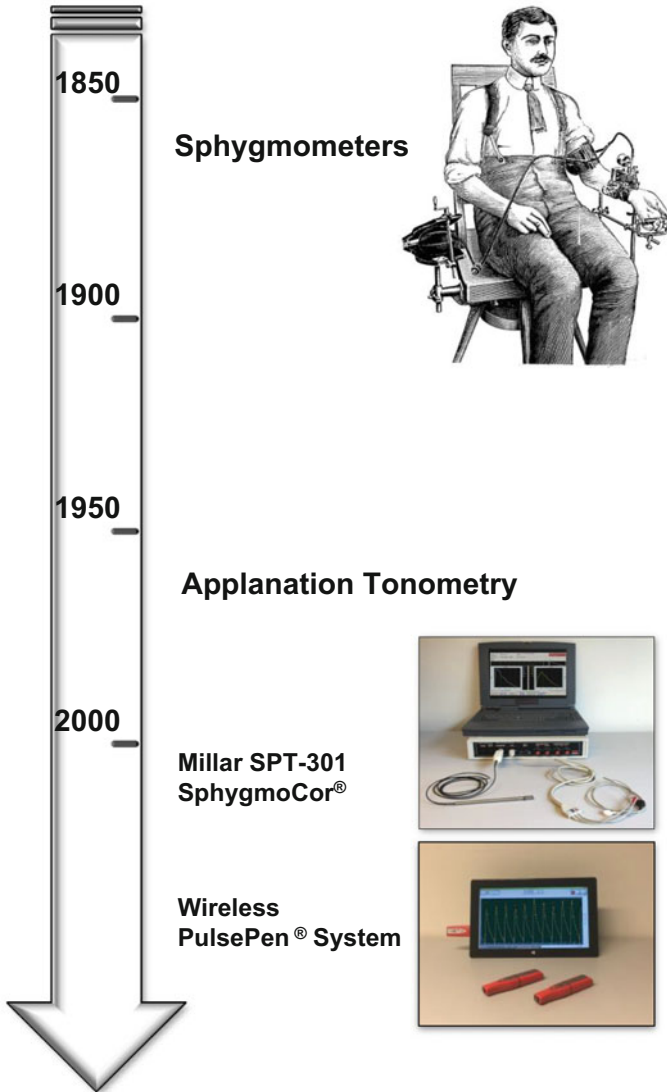 1850
Sphygmometers
1900
1950
Applanation Tonometry
2000
Millar SPT-301
SphygmoCor®
Wireless
PulsePen ® System